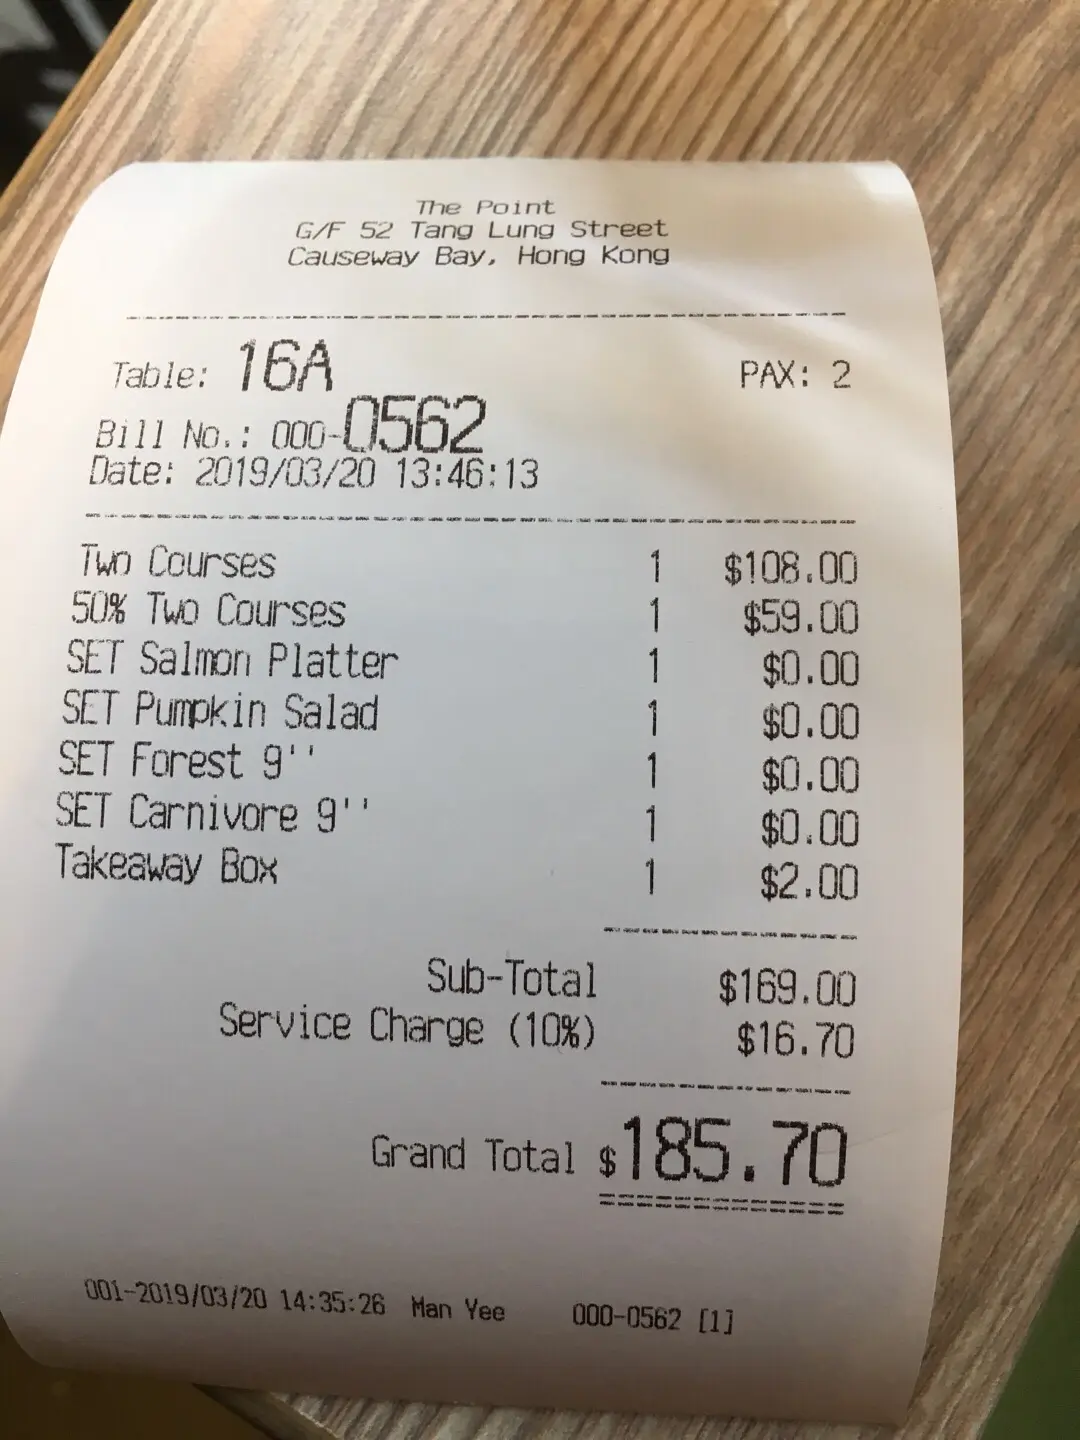 The Point
G/F 52 Tang Lung Street
Causeway Bay, Hong Kong
Table: 16A PAX: 2
Bill No.: 000-0562
Date: 2019/03/20 13:46:13
Two Courses 1 $108.00
50% Two Courses 1 $59.00
SET Salmon Platter 1 $0.00
SET Pumpkin Salad 1 $0.00
SET Forest 9'' 1 $0.00
SET Carnivore 9'' 1 $0.00
Takeaway Box 1 $2.00
Sub-Total $169.00
Service Charge (10%) $16.70
Grand Total $185.70
001-2019/03/20 14:35:26 Man Yee 000-0562 [1]